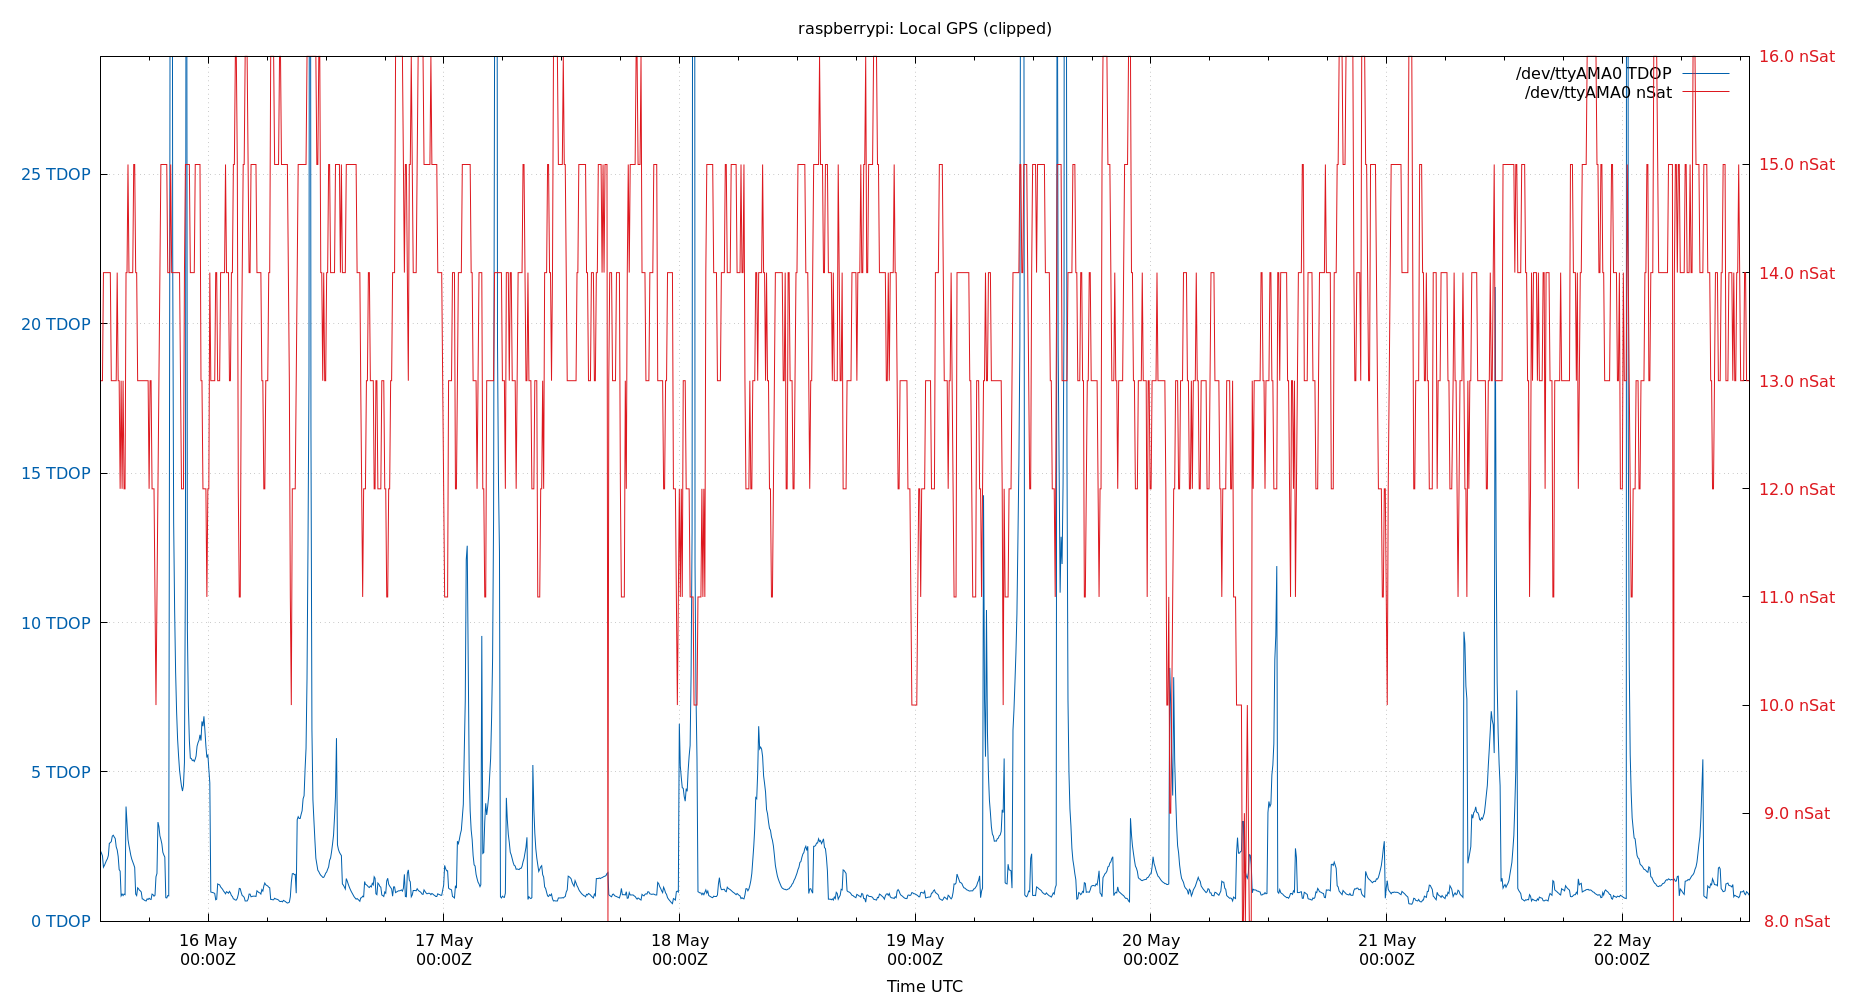 raspberrypi: Local GPS (clipped)
16.0 nSat
/dev/ttyAMA0 TDOP
/dev/ttyAMA0 nSat
15.0 nSat
25 TDOP
14.0 nSat
20 TDOP
13.0 nSat
15 TDOP
12.0 nSat
11.0 nSat
10 TDOP
10.0 nSat
5 TDOP
9.0 nSat
0 TDOP
8.0 nSat
16 May 17 May 18 May 19 May 20 May 21 May 22 May
00:00Z 00:00Z 00:00Z 00:00Z 00:00Z 00:00Z 00:00Z
Time UTC